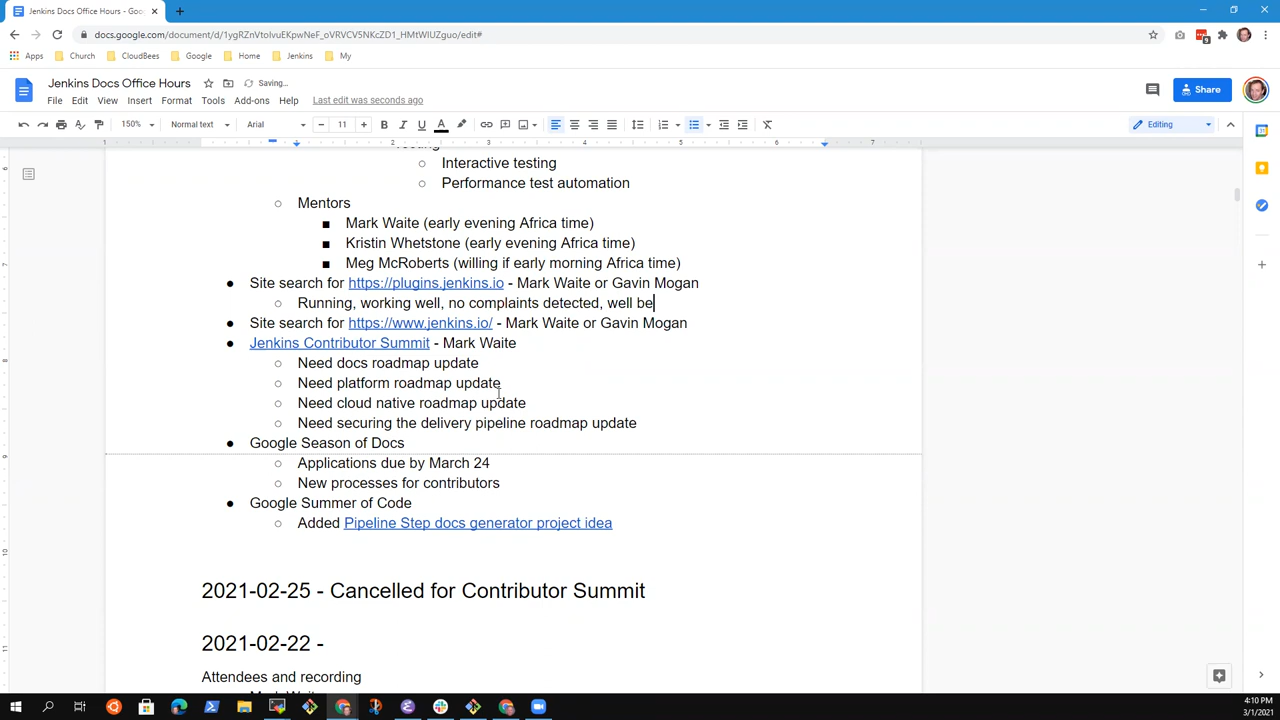 Jenkins Docs Office Hours - Goo
docs.google.com/document/d/1ygRZnVtoIvuEKpwNeF_oVRVCV5NKcZD1_HMtWIUZguo/edit#
Apps Church CloudBees Google Home Jenkins My
Jenkins Docs Office Hours Saving...
File Edit View Insert Format Tools Add-ons Help Last edit was seconds ago
Share
150% Normal text Arial 11 Editing
Interactive testing
Performance test automation
Mentors
Mark Waite (early evening Africa time)
Kristin Whetstone (early evening Africa time)
Meg McRoberts (willing if early morning Africa time)
Site search for https://plugins.jenkins.io - Mark Waite or Gavin Mogan
Running, working well, no complaints detected, well be
Site search for https://www.jenkins.io/ - Mark Waite or Gavin Mogan
Jenkins Contributor Summit - Mark Waite
Need docs roadmap update
Need platform roadmap update
Need cloud native roadmap update
Need securing the delivery pipeline roadmap update
Google Season of Docs
Applications due by March 24
New processes for contributors
Google Summer of Code
Added Pipeline Step docs generator project idea
2021-02-25 - Cancelled for Contributor Summit
2021-02-22 -
Attendees and recording
4:10 PM
3/1/2021